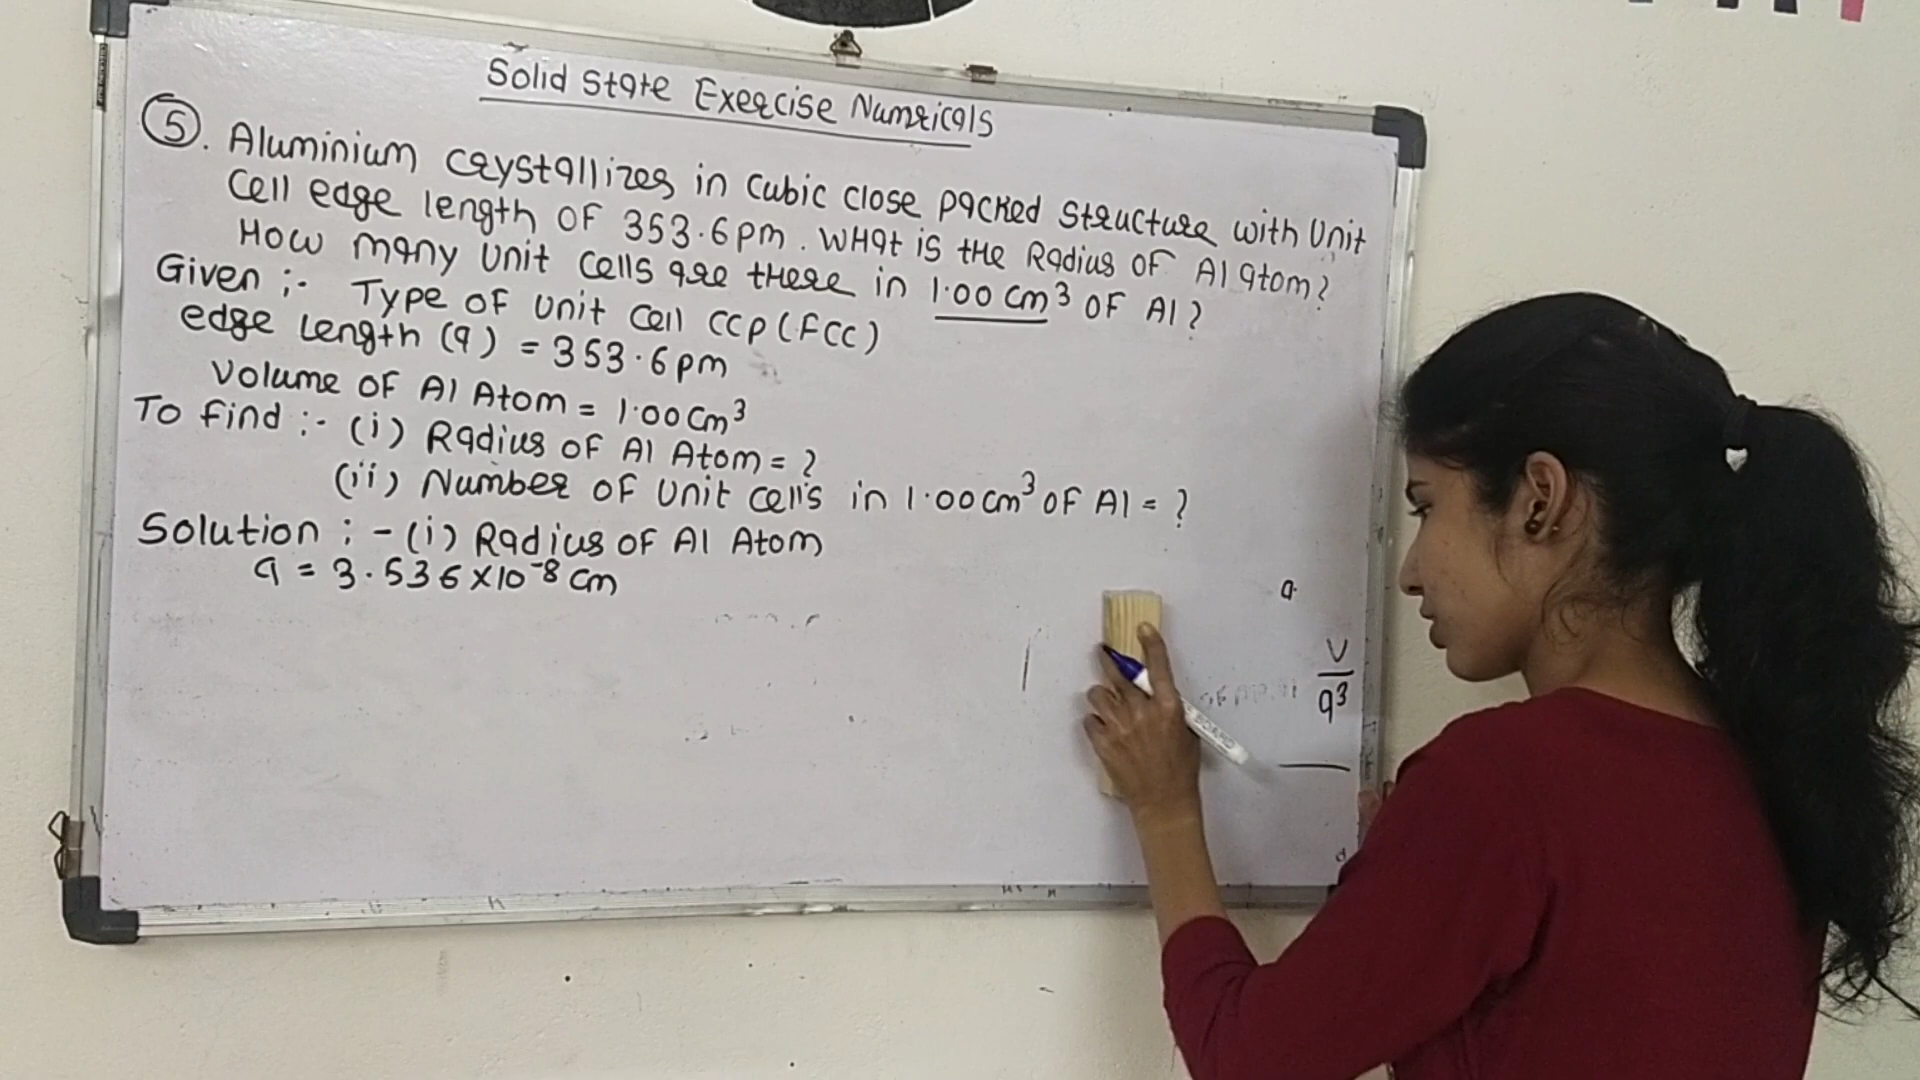 Solid State Exercise Numericals
5. Aluminium crystallizes in cubic close packed structure with Unit
Cell edge length OF 353.6pm. WHat is tHe Radius OF Al atom?
How many Unit Cells are tHere in 1.00 cm³ OF Al?
Given :- Type OF Unit Cell CCP (FCC)
edge Length (a) = 353.6pm
Volume OF Al Atom = 1.00 Cm³
To find :- (i) Radius OF Al Atom = ?
(ii) Number OF Unit Cells in 1.00 cm³ OF Al = ?
Solution :- (i) Radius OF Al Atom
a = 3.536 X 10⁻⁸ Cm
a
V
a³